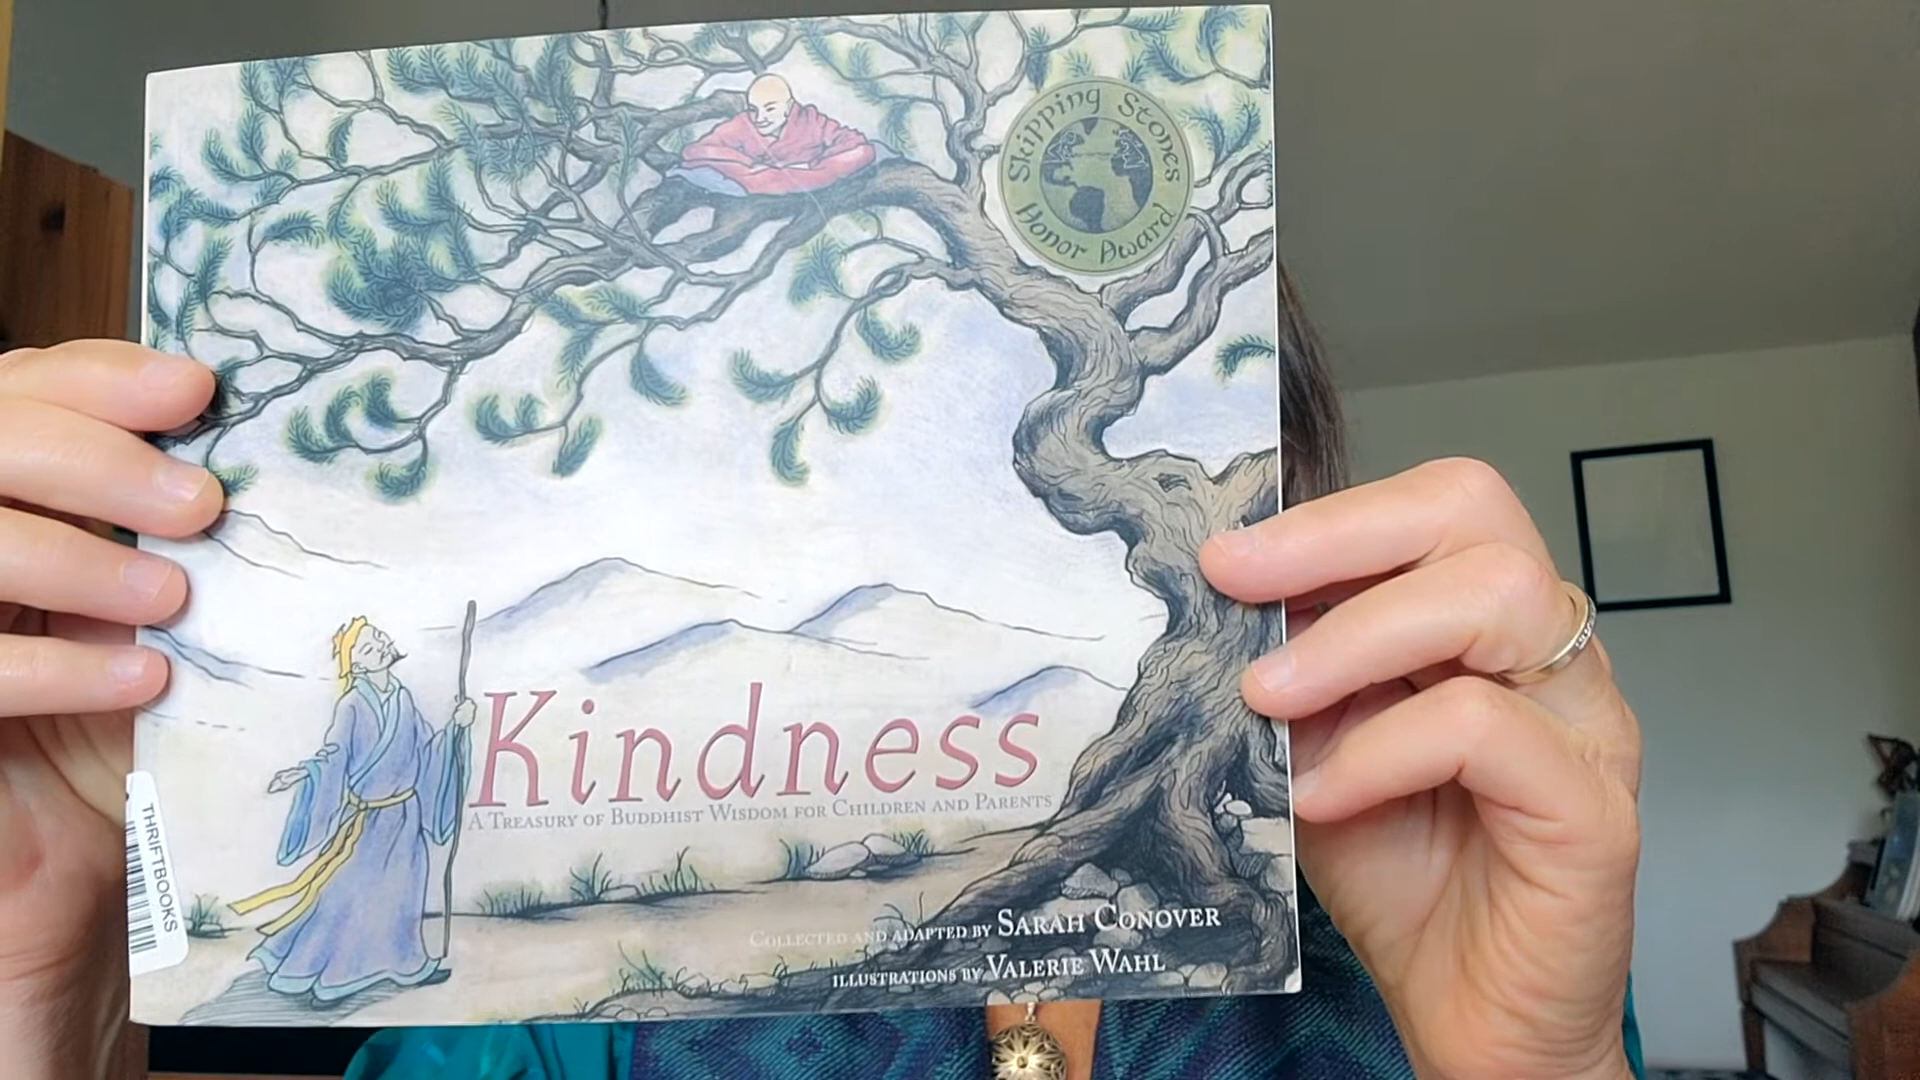 Skipping Stones
Honor Award
Kindness
A Treasury of Buddhist Wisdom for Children and Parents
Collected and adapted by Sarah Conover
illustrations by Valerie Wahl
THRIFTBOOKS